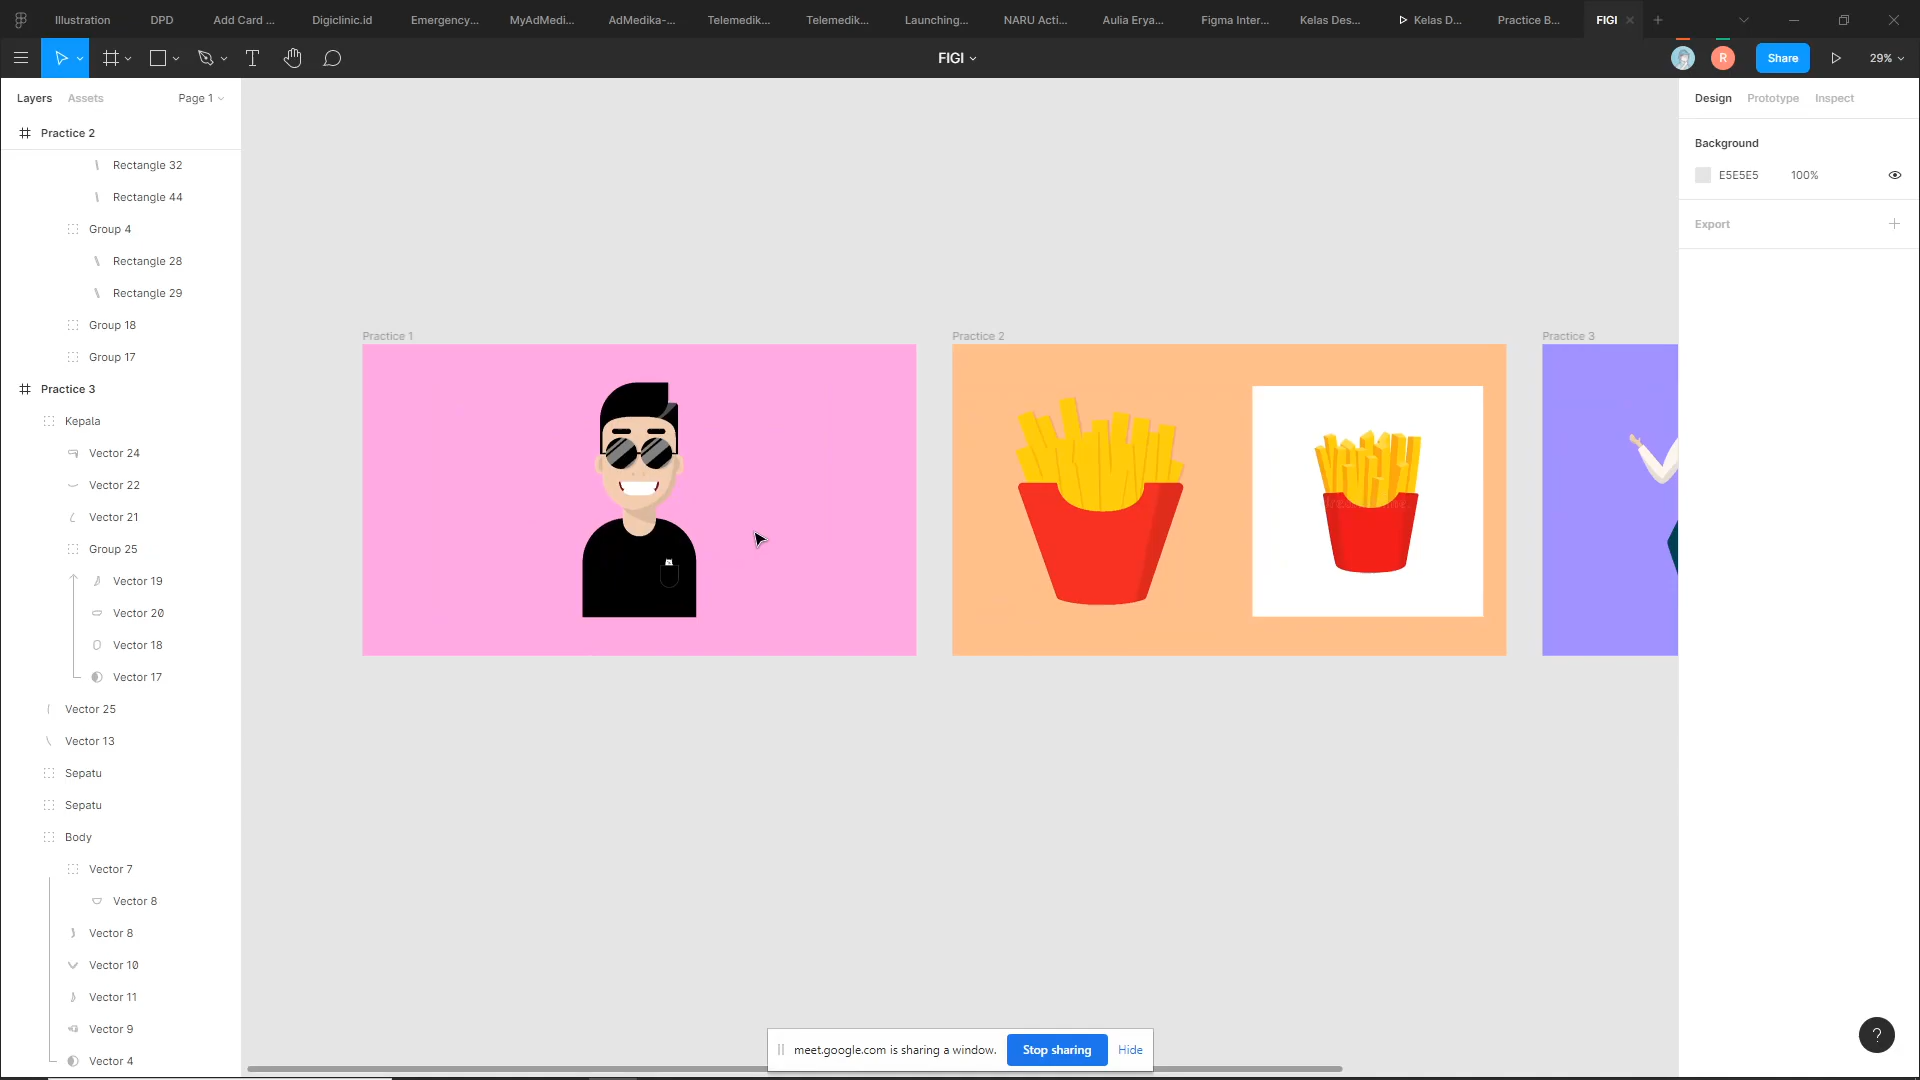 Illustration
DPD
Add Card ...
Digiclinic.id
Emergency...
MyAdMedi...
AdMedika-...
Telemedik...
Telemedik...
Launching...
NARU Acti...
Aulia Erya...
Figma Inter...
Kelas Des...
Kelas D...
Practice B...
FIGI
FIGI
R
Share
29%
Layers
Assets
Page 1
Practice 2
Rectangle 32
Rectangle 44
Group 4
Rectangle 28
Rectangle 29
Group 18
Group 17
Practice 3
Kepala
Vector 24
Vector 22
Vector 21
Group 25
Vector 19
Vector 20
Vector 18
Vector 17
Vector 25
Vector 13
Sepatu
Sepatu
Body
Vector 7
Vector 8
Vector 8
Vector 10
Vector 11
Vector 9
Vector 4
Practice 1
Practice 2
Practice 3
Design
Prototype
Inspect
Background
E5E5E5
100%
Export
?
meet.google.com is sharing a window.
Stop sharing
Hide